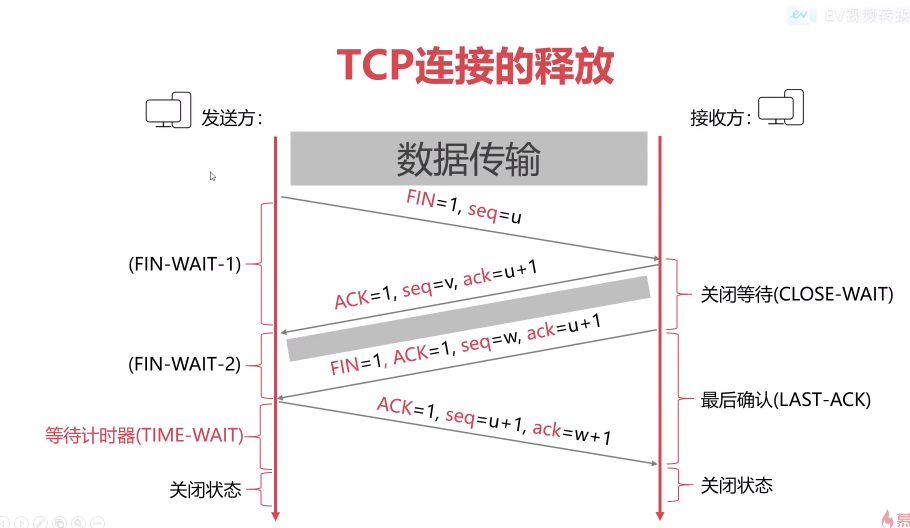 EV视频转换
TCP连接的释放
发送方：
接收方：
数据传输
FIN=1, seq=u
(FIN-WAIT-1)
ACK=1, seq=v, ack=u+1
关闭等待(CLOSE-WAIT)
FIN=1, ACK=1, seq=w, ack=u+1
(FIN-WAIT-2)
最后确认(LAST-ACK)
ACK=1, seq=u+1, ack=w+1
等待计时器(TIME-WAIT)
关闭状态
关闭状态
慕